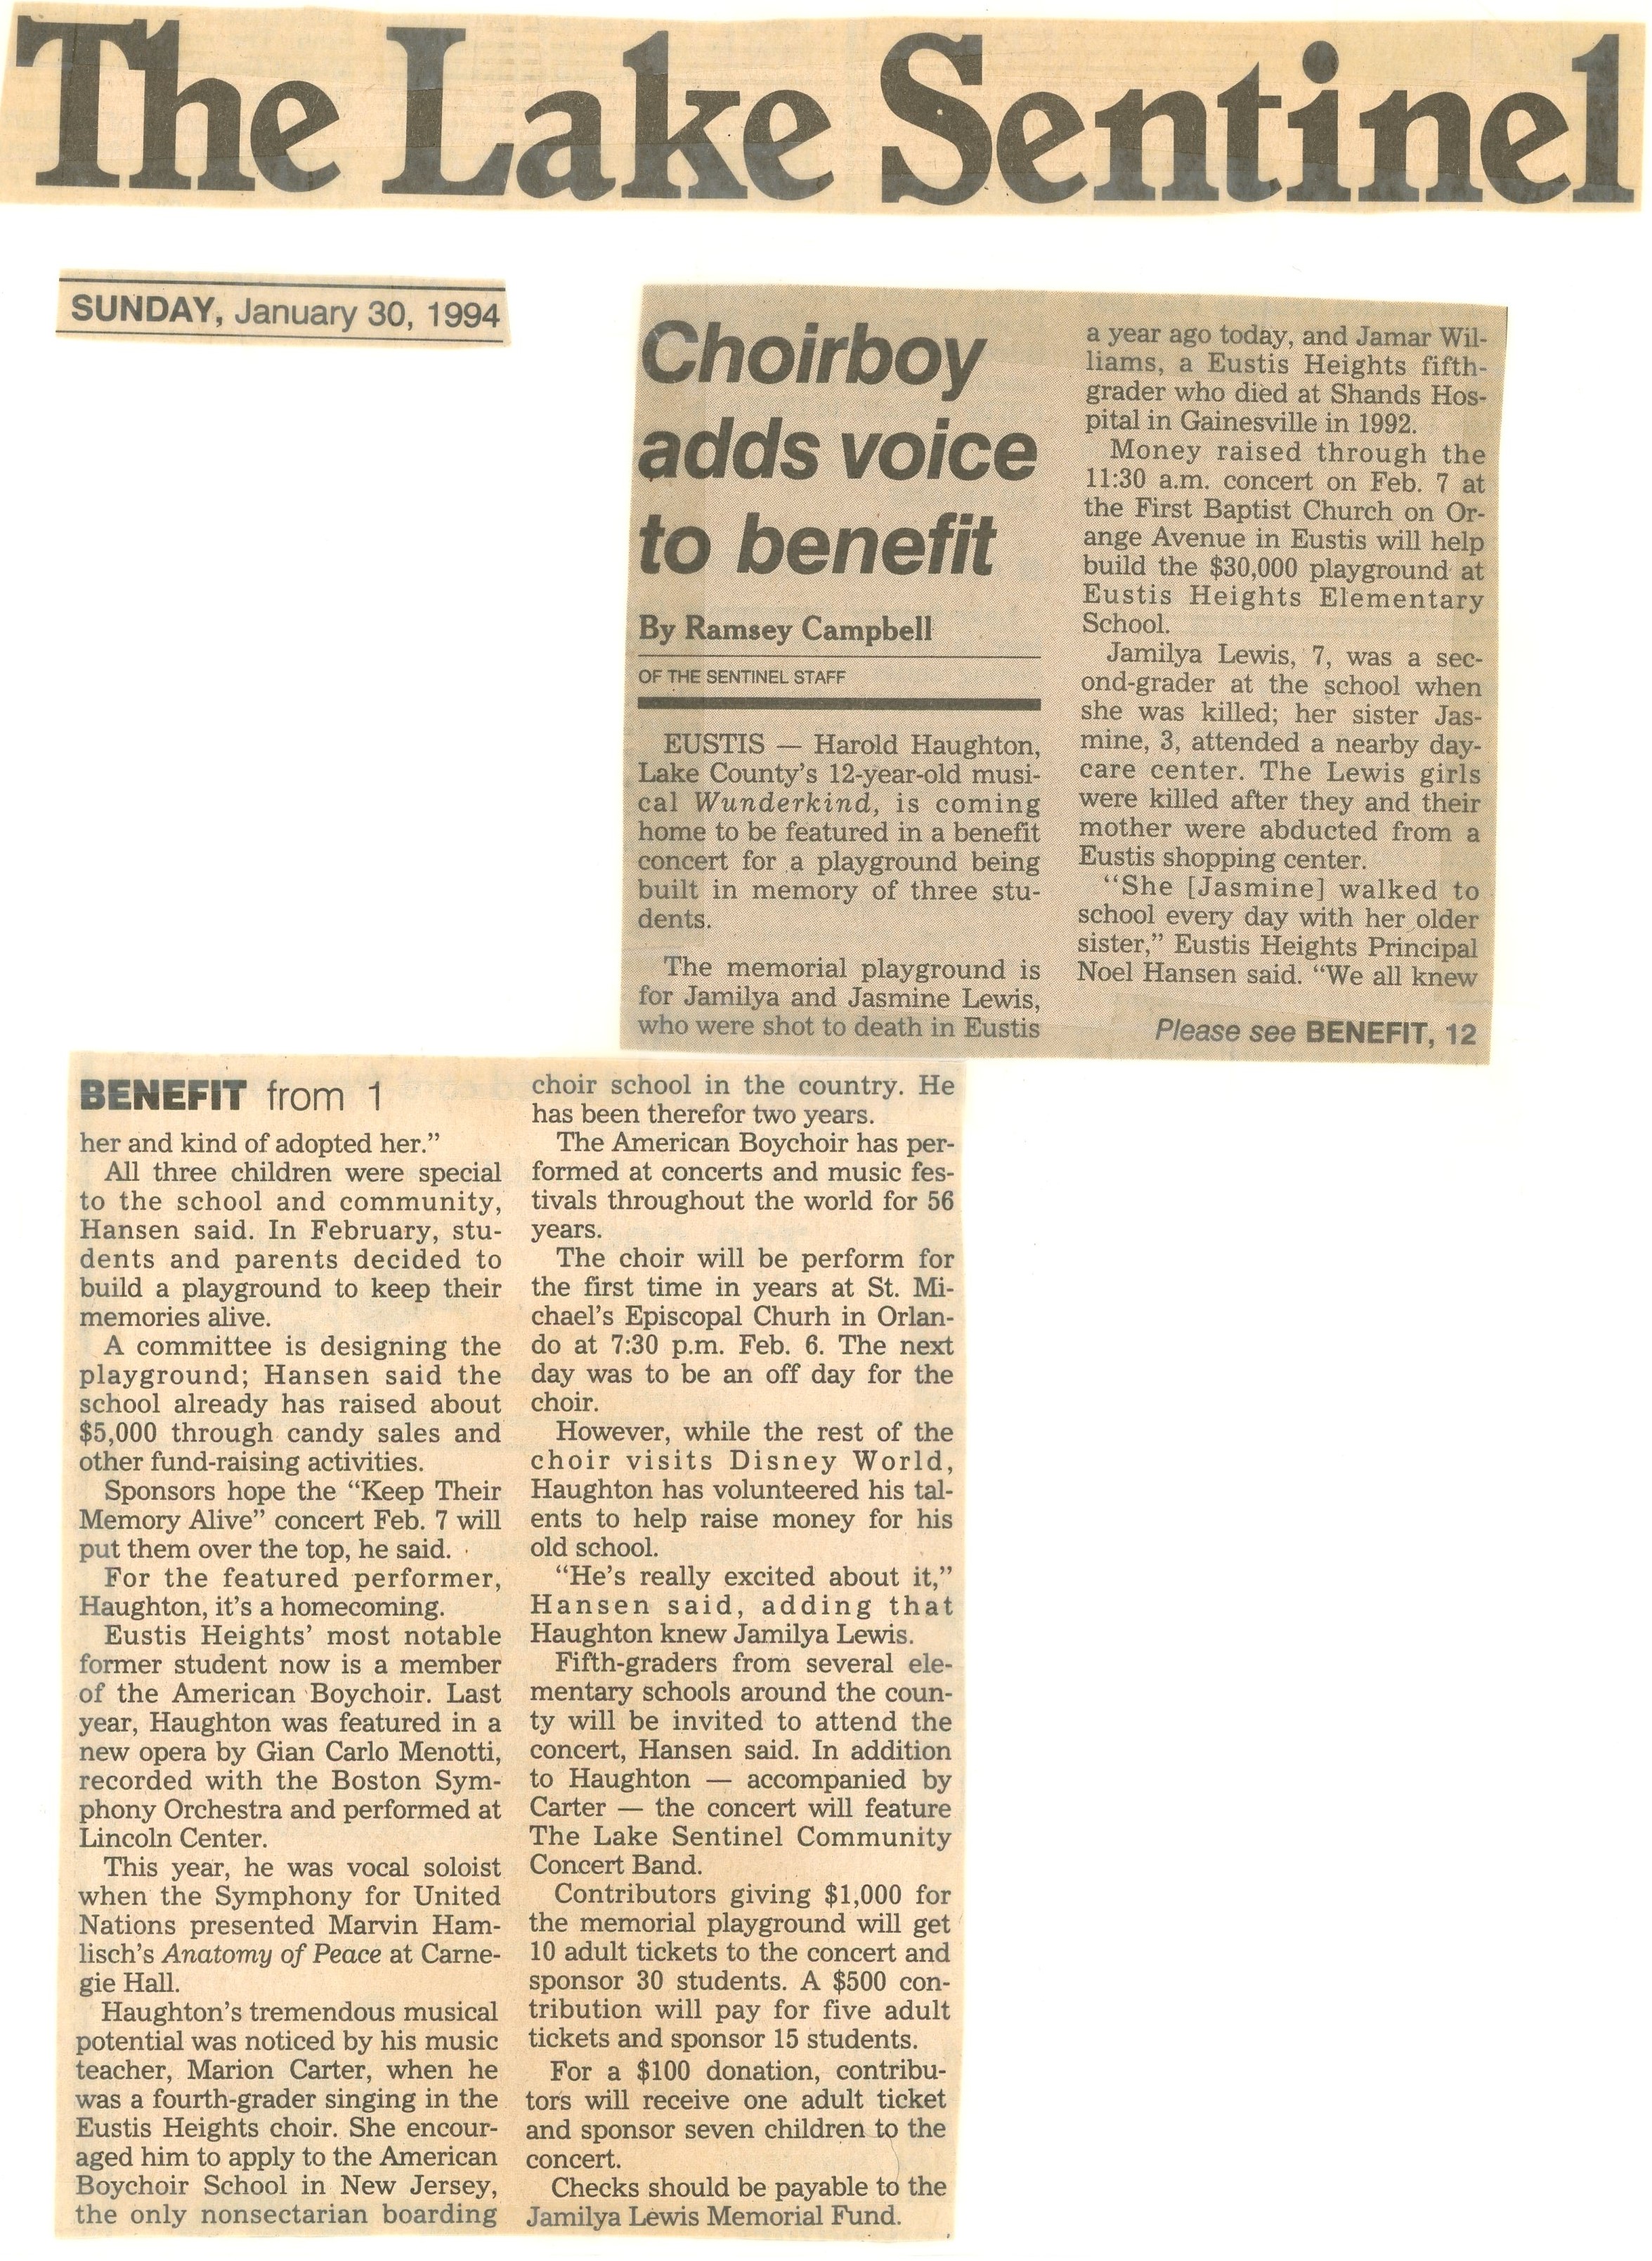 The Lake Sentinel
SUNDAY, January 30, 1994
Choirboy
adds voice
to benefit
By Ramsey Campbell
OF THE SENTINEL STAFF
EUSTIS — Harold Haughton,
Lake County's 12-year-old musi-
cal Wunderkind, is coming
home to be featured in a benefit
concert for a playground being
built in memory of three stu-
dents.
The memorial playground is
for Jamilya and Jasmine Lewis,
who were shot to death in Eustis
a year ago today, and Jamar Wil-
liams, a Eustis Heights fifth-
grader who died at Shands Hos-
pital in Gainesville in 1992.
Money raised through the
11:30 a.m. concert on Feb. 7 at
the First Baptist Church on Or-
ange Avenue in Eustis will help
build the $30,000 playground at
Eustis Heights Elementary
School.
Jamilya Lewis, 7, was a sec-
ond-grader at the school when
she was killed; her sister Jas-
mine, 3, attended a nearby day-
care center. The Lewis girls
were killed after they and their
mother were abducted from a
Eustis shopping center.
"She [Jasmine] walked to
school every day with her older
sister," Eustis Heights Principal
Noel Hansen said. "We all knew
Please see BENEFIT, 12
BENEFIT from 1
her and kind of adopted her."
All three children were special
to the school and community,
Hansen said. In February, stu-
dents and parents decided to
build a playground to keep their
memories alive.
A committee is designing the
playground; Hansen said the
school already has raised about
$5,000 through candy sales and
other fund-raising activities.
Sponsors hope the "Keep Their
Memory Alive" concert Feb. 7 will
put them over the top, he said.
For the featured performer,
Haughton, it's a homecoming.
Eustis Heights' most notable
former student now is a member
of the American Boychoir. Last
year, Haughton was featured in a
new opera by Gian Carlo Menotti,
recorded with the Boston Sym-
phony Orchestra and performed at
Lincoln Center.
This year, he was vocal soloist
when the Symphony for United
Nations presented Marvin Ham-
lisch's Anatomy of Peace at Carne-
gie Hall.
Haughton's tremendous musical
potential was noticed by his music
teacher, Marion Carter, when he
was a fourth-grader singing in the
Eustis Heights choir. She encour-
aged him to apply to the American
Boychoir School in New Jersey,
the only nonsectarian boarding
choir school in the country. He
has been therefor two years.
The American Boychoir has per-
formed at concerts and music fes-
tivals throughout the world for 56
years.
The choir will be perform for
the first time in years at St. Mi-
chael's Episcopal Churh in Orlan-
do at 7:30 p.m. Feb. 6. The next
day was to be an off day for the
choir.
However, while the rest of the
choir visits Disney World,
Haughton has volunteered his tal-
ents to help raise money for his
old school.
"He's really excited about it,"
Hansen said, adding that
Haughton knew Jamilya Lewis.
Fifth-graders from several ele-
mentary schools around the coun-
ty will be invited to attend the
concert, Hansen said. In addition
to Haughton — accompanied by
Carter — the concert will feature
The Lake Sentinel Community
Concert Band.
Contributors giving $1,000 for
the memorial playground will get
10 adult tickets to the concert and
sponsor 30 students. A $500 con-
tribution will pay for five adult
tickets and sponsor 15 students.
For a $100 donation, contribu-
tors will receive one adult ticket
and sponsor seven children to the
concert.
Checks should be payable to the
Jamilya Lewis Memorial Fund.